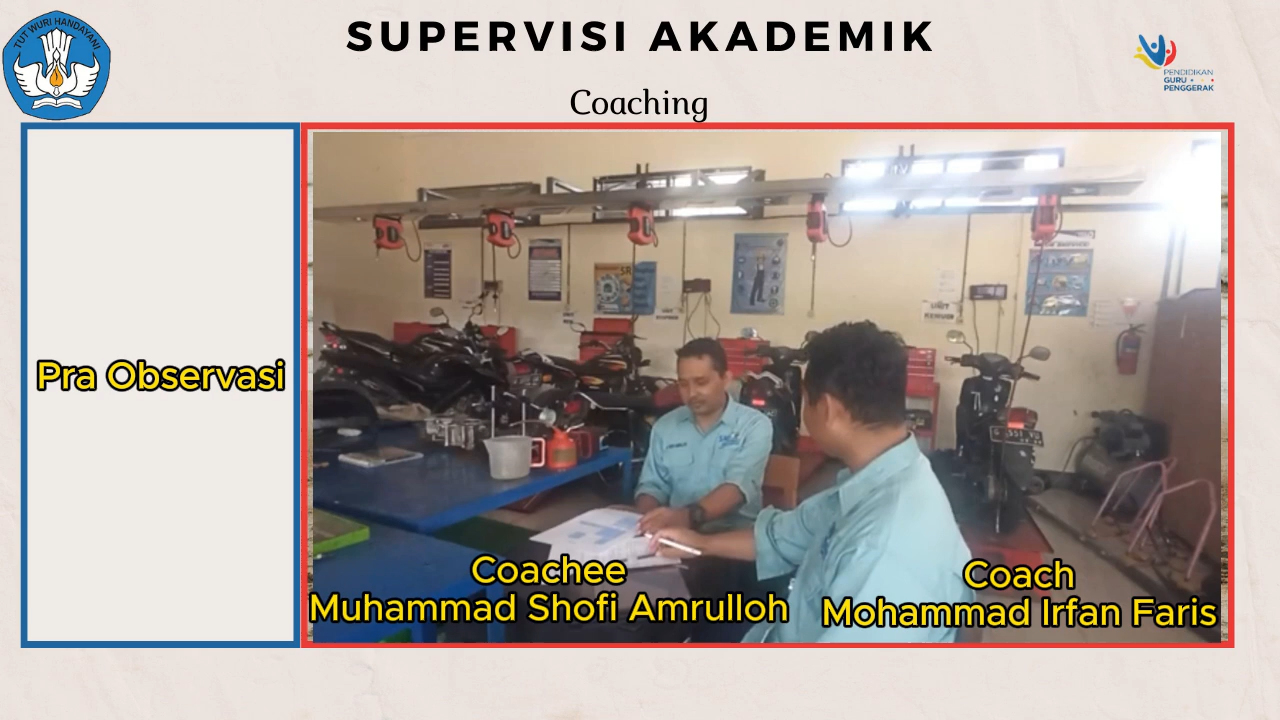 TUT WURI HANDAYANI
SUPERVISI AKADEMIK
PENDIDIKAN
GURU
PENGGERAK
Coaching
Pra Observasi
Coachee
Muhammad Shofi Amrulloh
Coach
Mohammad Irfan Faris